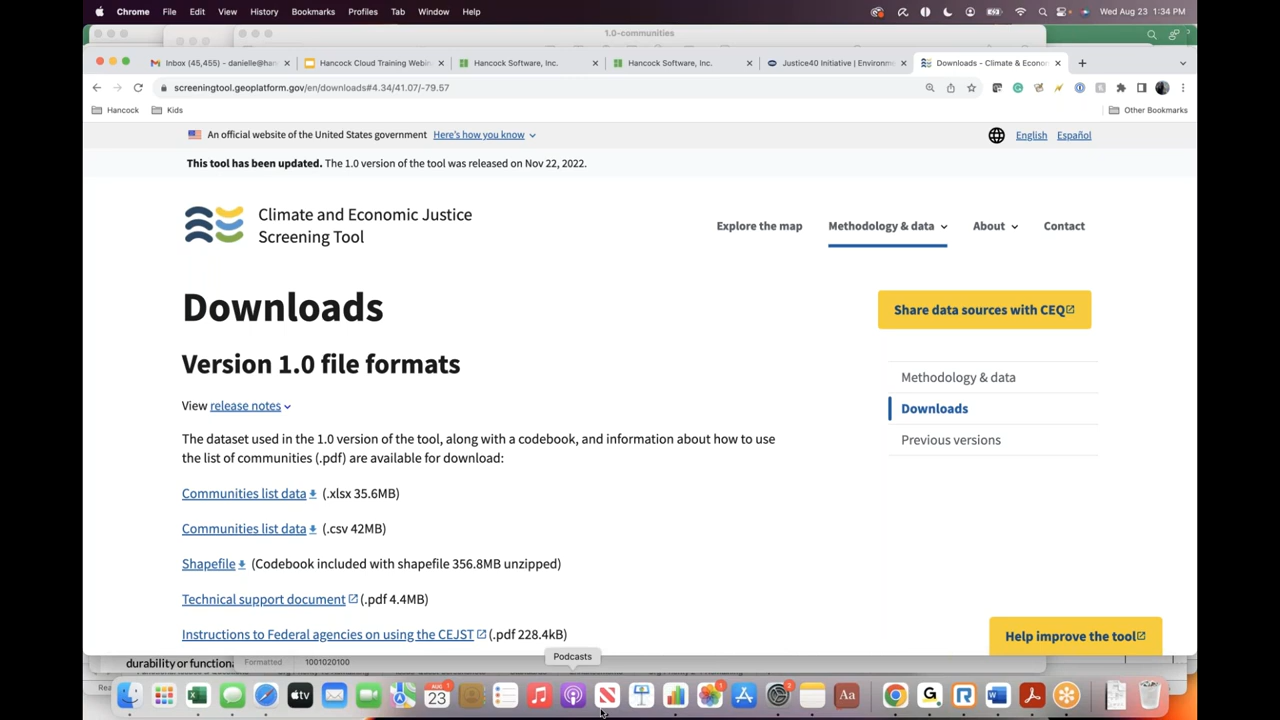 Chrome File Edit View History Bookmarks Profiles Tab Window Help Wed Aug 23 1:34 PM
1.0-communities
Inbox (45,455) - danielle@han Hancock Cloud Training Webin Hancock Software, Inc. Hancock Software, Inc. Justice40 Initiative | Environm Downloads - Climate & Econo
screeningtool.geoplatform.gov/en/downloads#4.34/41.07/-79.57
Hancock Kids Other Bookmarks
An official website of the United States government Here's how you know English Español
This tool has been updated. The 1.0 version of the tool was released on Nov 22, 2022.
Climate and Economic Justice
Screening Tool
Explore the map Methodology & data About Contact
Downloads
Share data sources with CEQ
Version 1.0 file formats
Methodology & data
View release notes
Downloads
The dataset used in the 1.0 version of the tool, along with a codebook, and information about how to use
Previous versions
the list of communities (.pdf) are available for download:
Communities list data (.xlsx 35.6MB)
Communities list data (.csv 42MB)
Shapefile (Codebook included with shapefile 356.8MB unzipped)
Technical support document (.pdf 4.4MB)
Instructions to Federal agencies on using the CEJST (.pdf 228.4kB)
Help improve the tool
Podcasts
durability or functiona Formatted 1001020100
AUG
23
Aa